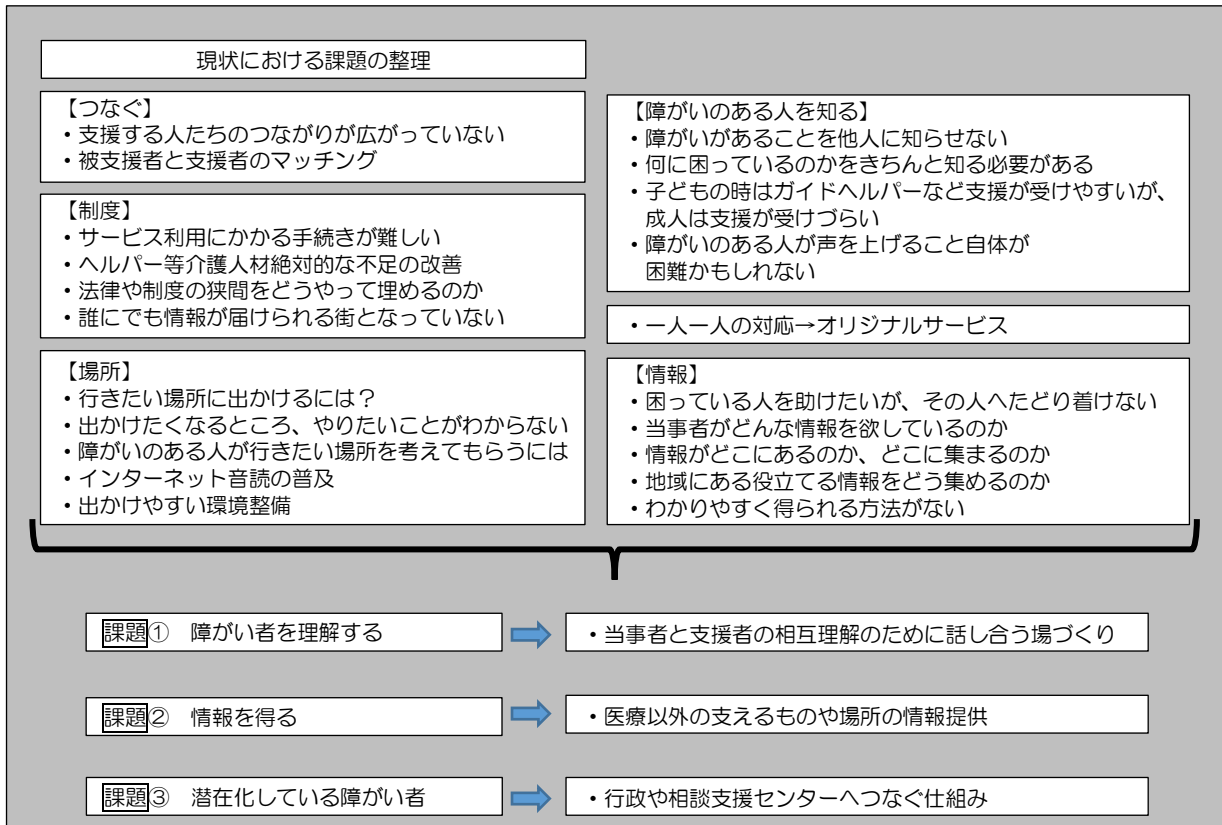 現状における課題の整理
【つなぐ】
・支援する人たちのつながりが広がっていない
・被支援者と支援者のマッチング
【制度】
・サービス利用にかかる手続きが難しい
・ヘルパー等介護人材絶対的な不足の改善
・法律や制度の狭間をどうやって埋めるのか
・誰にでも情報が届けられる街となっていない
【場所】
・行きたい場所に出かけるには？
・出かけたくなるところ、やりたいことがわからない
・障がいのある人が行きたい場所を考えてもらうには
・インターネット音読の普及
・出かけやすい環境整備
【障がいのある人を知る】
・障がいがあることを他人に知らせない
・何に困っているのかをきちんと知る必要がある
・子どもの時はガイドヘルパーなど支援が受けやすいが、
成人は支援が受けづらい
・障がいのある人が声を上げること自体が
困難かもしれない
・一人一人の対応→オリジナルサービス
【情報】
・困っている人を助けたいが、その人へたどり着けない
・当事者がどんな情報を欲しているのか
・情報がどこにあるのか、どこに集まるのか
・地域にある役立てる情報をどう集めるのか
・わかりやすく得られる方法がない
課題①　障がい者を理解する
・当事者と支援者の相互理解のために話し合う場づくり
課題②　情報を得る
・医療以外の支えるものや場所の情報提供
課題③　潜在化している障がい者
・行政や相談支援センターへつなぐ仕組み